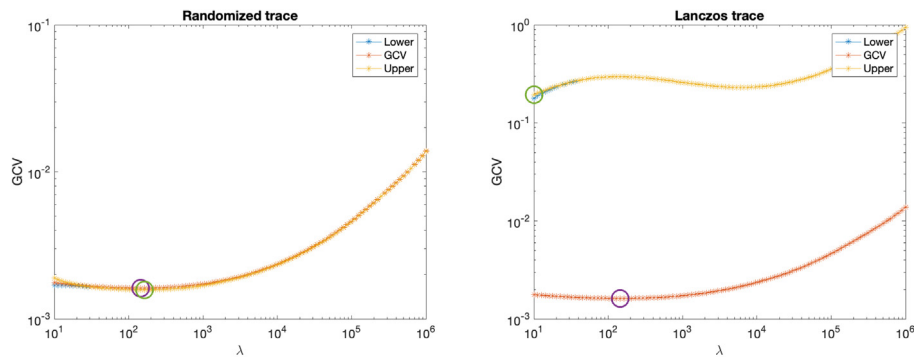 Randomized trace
10^-1
10^-2
10^-3
GCV
10^1 10^2 10^3 10^4 10^5 10^6
λ
Lower
GCV
Upper
Lanczos trace
10^0
10^-1
10^-2
10^-3
GCV
10^1 10^2 10^3 10^4 10^5 10^6
λ
Lower
GCV
Upper